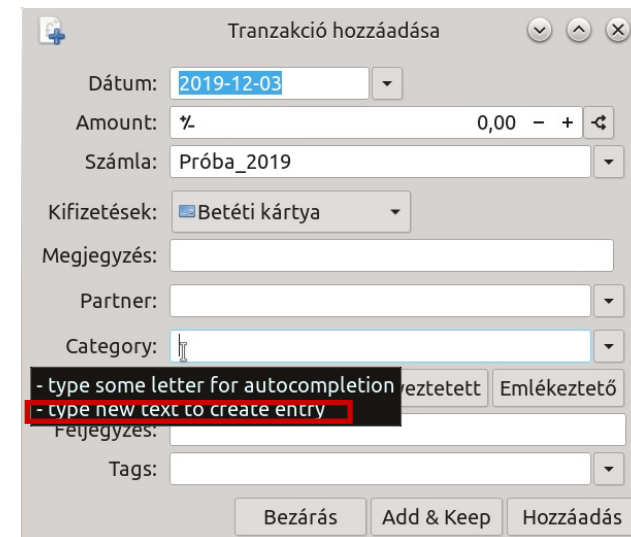 Tranzakció hozzáadása
Dátum: 2019-12-03
Amount: 0,00 − +
Számla: Próba_2019
Kifizetések: Betéti kártya
Megjegyzés:
Partner:
Category:
- type some letter for autocompletion
Emlékeztető
- type new text to create entry
Feljegyzés:
Tags:
Bezárás Add & Keep Hozzáadás